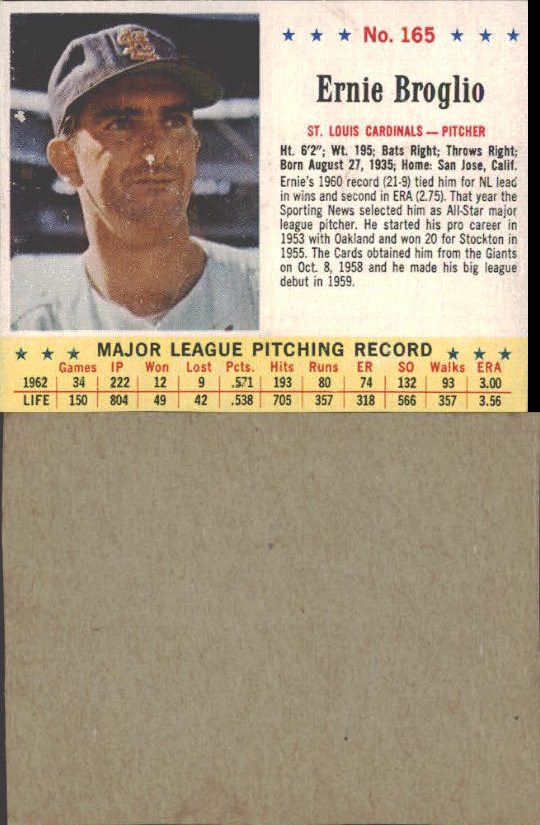 ★ ★ ★ No. 165 ★ ★ ★
Ernie Broglio
ST. LOUIS CARDINALS — PITCHER
Ht. 6'2"; Wt. 195; Bats Right; Throws Right;
Born August 27, 1935; Home: San Jose, Calif.
Ernie's 1960 record (21-9) tied him for NL lead
in wins and second in ERA (2.75). That year the
Sporting News selected him as All-Star major
league pitcher. He started his pro career in
1953 with Oakland and won 20 for Stockton in
1955. The Cards obtained him from the Giants
on Oct. 8, 1958 and he made his big league
debut in 1959.
★ ★ ★ MAJOR LEAGUE PITCHING RECORD ★ ★ ★
Games IP Won Lost Pcts. Hits Runs ER SO Walks ERA
1962 34 222 12 9 .571 193 80 74 132 93 3.00
LIFE 150 804 49 42 .538 705 357 318 566 357 3.56